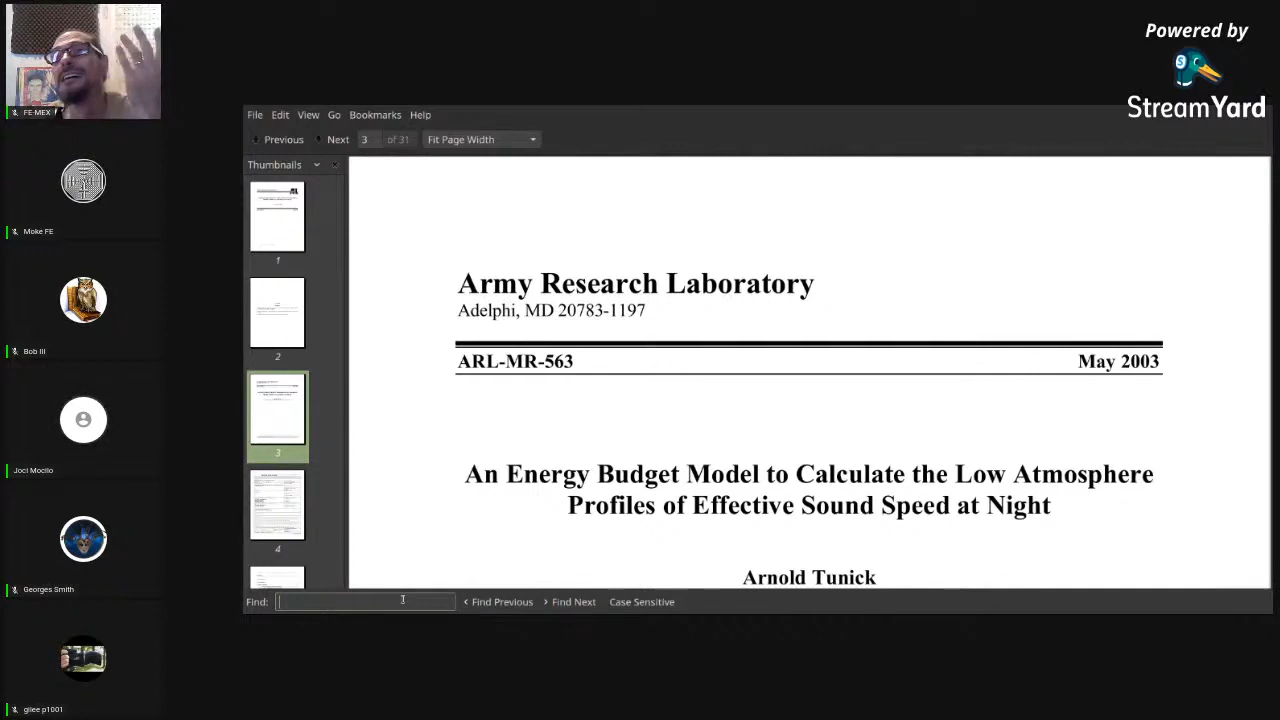 Powered by
StreamYard
FE-MEX
Moke FE
Bob III
Joci Mocilo
Georges Smith
gilee p1001
File Edit View Go Bookmarks Help
Previous Next 3 of 31 Fit Page Width
Thumbnails
1
2
3
4
Army Research Laboratory
Adelphi, MD 20783-1197
ARL-MR-563 May 2003
An Energy Budget Model to Calculate the Low Atmosphere
Profiles of Effective Sound Speed at Night
Arnold Tunick
Find: Find Previous Find Next Case Sensitive